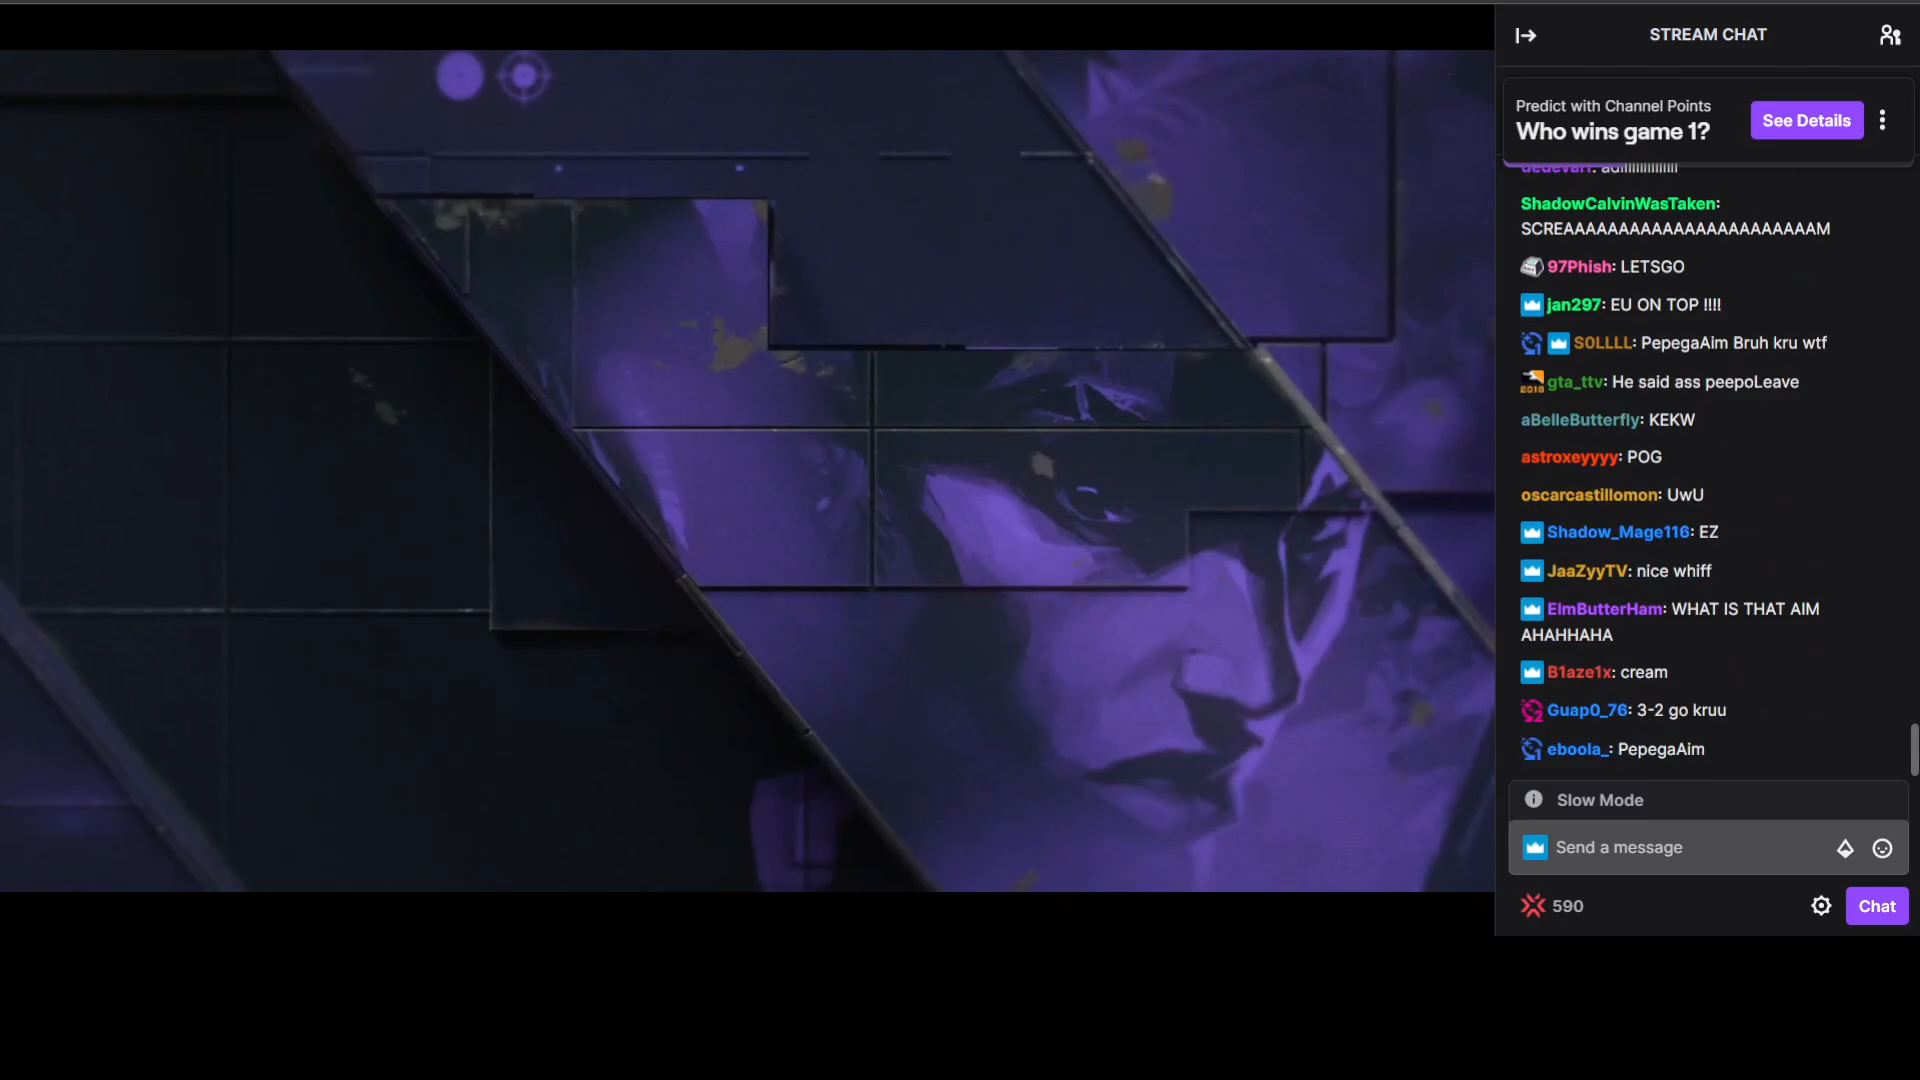 STREAM CHAT
Predict with Channel Points
Who wins game 1?
See Details
ShadowCalvinWasTaken:
SCREAAAAAAAAAAAAAAAAAAAAAAAM
97Phish: LETSGO
jan297: EU ON TOP !!!!
S0LLLL: PepegaAim Bruh kru wtf
gta_ttv: He said ass peepoLeave
aBelleButterfly: KEKW
astroxeyyyy: POG
oscarcastillomon: UwU
Shadow_Mage116: EZ
JaaZyyTV: nice whiff
ElmButterHam: WHAT IS THAT AIM
AHAHHAHA
B1aze1x: cream
Guap0_76: 3-2 go kruu
eboola_: PepegaAim
Slow Mode
Send a message
590
Chat